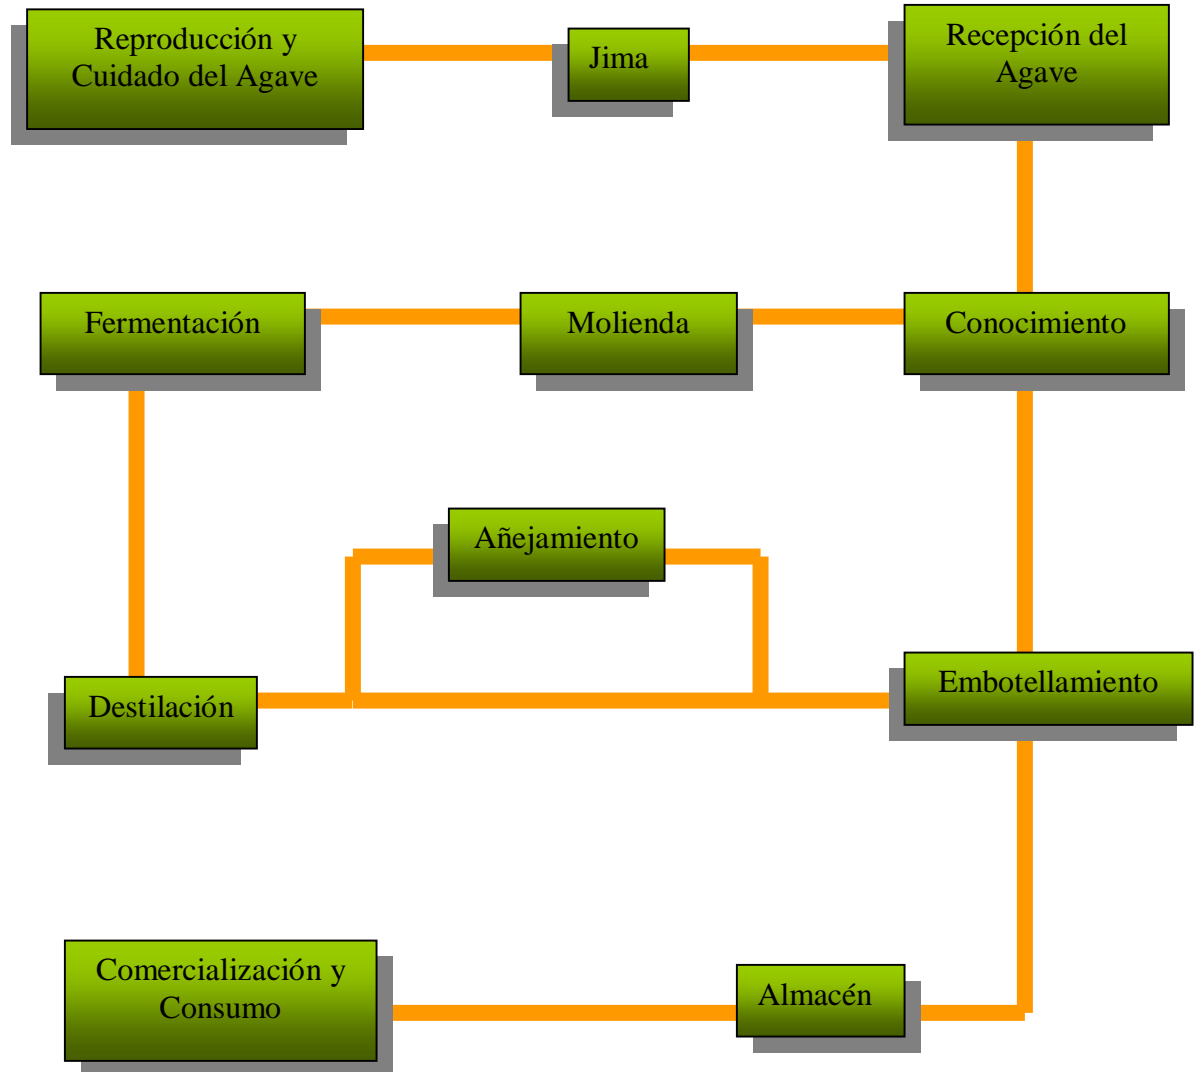 Reproducción y
Cuidado del Agave
Jima
Recepción del
Agave
Fermentación
Molienda
Conocimiento
Añejamiento
Destilación
Embotellamiento
Comercialización y
Consumo
Almacén